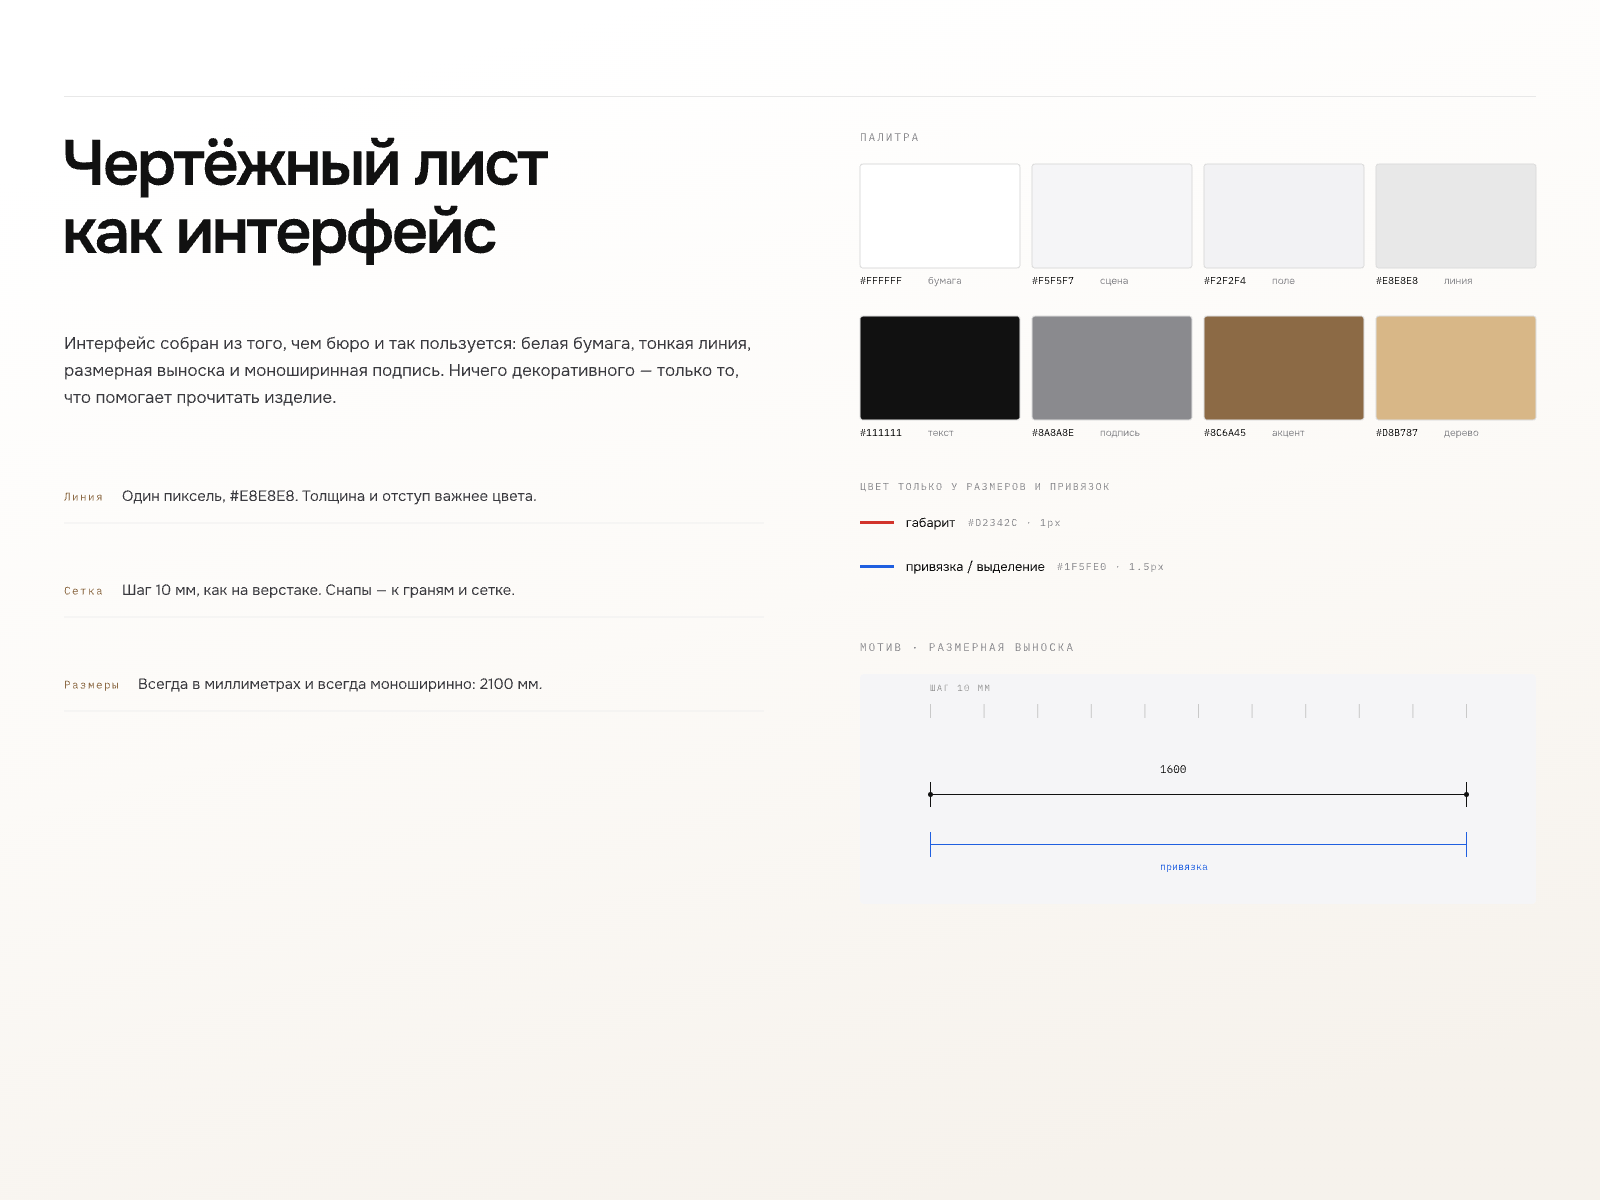 Чертёжный лист
как интерфейс
Интерфейс собран из того, чем бюро и так пользуется: белая бумага, тонкая линия,
размерная выноска и моноширинная подпись. Ничего декоративного — только то,
что помогает прочитать изделие.
Линия Один пиксель, #E8E8E8. Толщина и отступ важнее цвета.
Сетка Шаг 10 мм, как на верстаке. Снапы — к граням и сетке.
Размеры Всегда в миллиметрах и всегда моноширинно: 2100 мм.
ПАЛИТРА
#FFFFFF бумага #F5F5F7 сцена #F2F2F4 поле #E8E8E8 линия
#111111 текст #8A8A8E подпись #8C6A45 акцент #D8B787 дерево
ЦВЕТ ТОЛЬКО У РАЗМЕРОВ И ПРИВЯЗОК
габарит #D2342C · 1px
привязка / выделение #1F5FE0 · 1.5px
МОТИВ · РАЗМЕРНАЯ ВЫНОСКА
ШАГ 10 ММ
1600
привязка